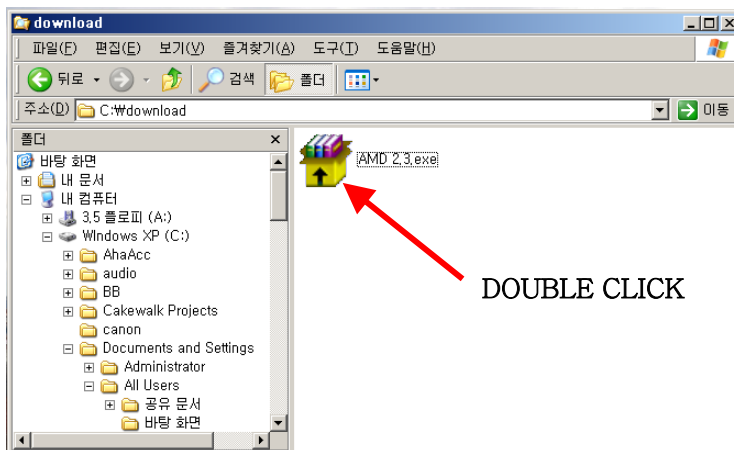 download
파일(F) 편집(E) 보기(V) 즐겨찾기(A) 도구(T) 도움말(H)
뒤로 검색 폴더
주소(D) C:₩download 이동
폴더 ×
바탕 화면
내 문서
내 컴퓨터
3,5 플로피 (A:)
Windows XP (C:)
AhaAcc
audio
BB
Cakewalk Projects
canon
Documents and Settings
Administrator
All Users
공유 문서
바탕 화면
AMD 2,3,exe
DOUBLE CLICK